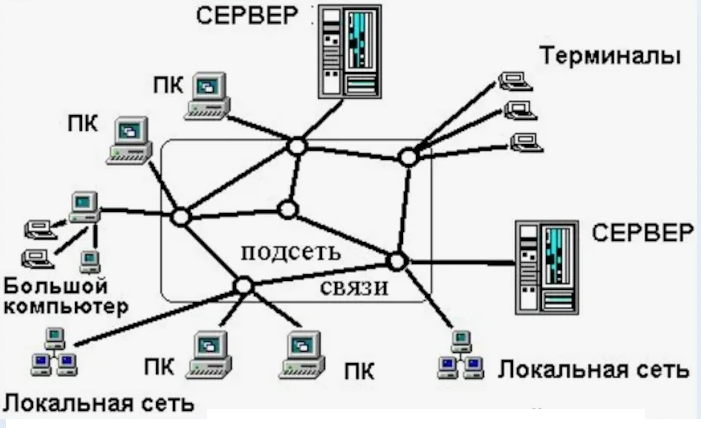 СЕРВЕР
Терминалы
ПК
ПК
СЕРВЕР
подсеть
связи
Большой
компьютер
ПК
ПК
Локальная сеть
Локальная сеть